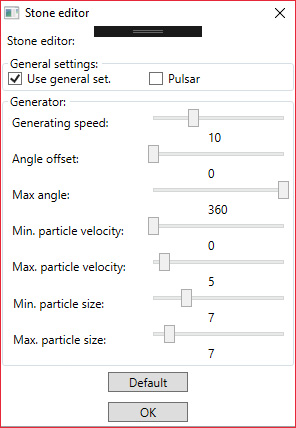 Stone editor
Stone editor:
General settings:
Use general set. Pulsar
Generator:
Generating speed:
10
Angle offset:
0
Max angle:
360
Min. particle velocity:
0
Max. particle velocity:
5
Min. particle size:
7
Max. particle size:
7
Default
OK